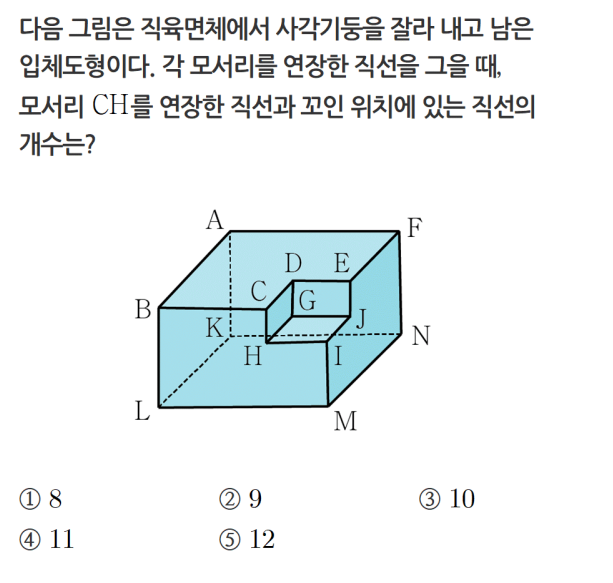 다음 그림은 직육면체에서 사각기둥을 잘라 내고 남은
입체도형이다. 각 모서리를 연장한 직선을 그을 때,
모서리 CH를 연장한 직선과 꼬인 위치에 있는 직선의
개수는?
A
F
D E
C
G
B
K
J
N
H
I
L
M
① 8 ② 9 ③ 10
④ 11 ⑤ 12